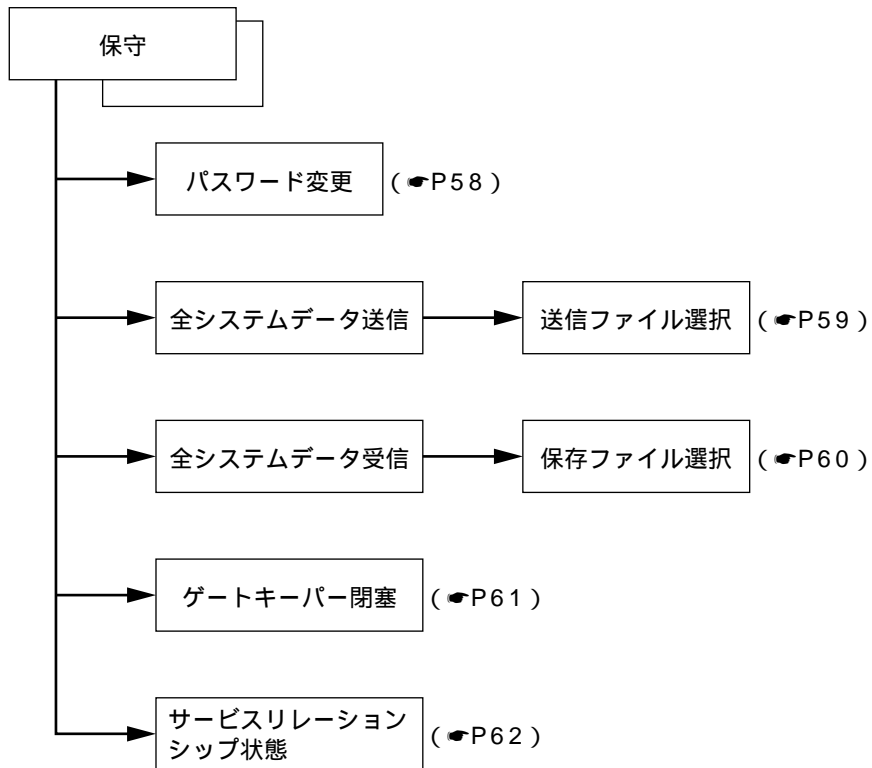 保守
パスワード変更 (☛P58)
全システムデータ送信 送信ファイル選択 (☛P59)
全システムデータ受信 保存ファイル選択 (☛P60)
ゲートキーパー閉塞 (☛P61)
サービスリレーション
シップ状態 (☛P62)